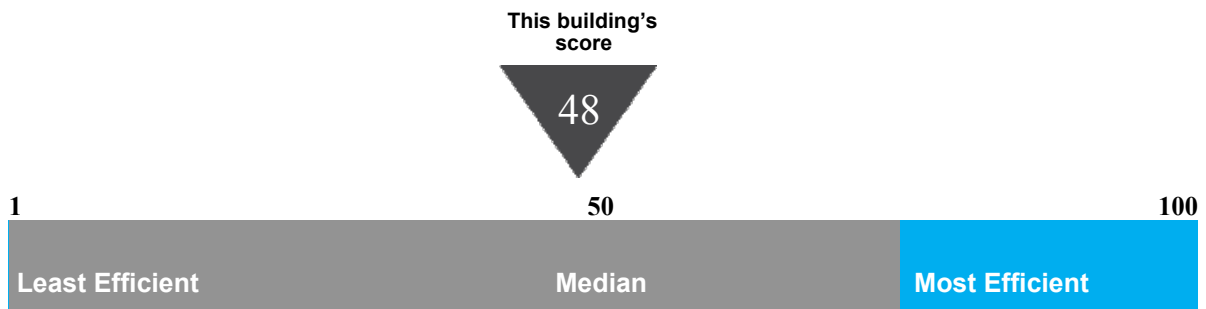 This building's
score
48
1 50 100
Least Efficient Median Most Efficient